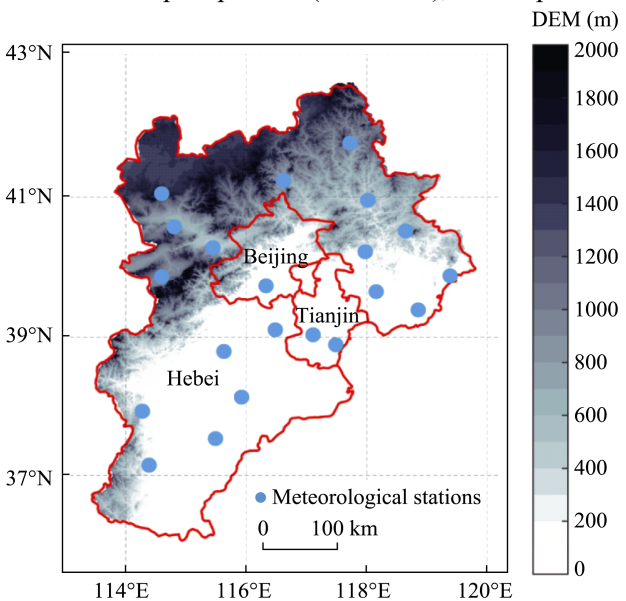 DEM (m)
43°N
41°N
39°N
37°N
114°E
116°E
118°E
120°E
Beijing
Tianjin
Hebei
Meteorological stations
0 100 km
2000
1800
1600
1400
1200
1000
800
600
400
200
0